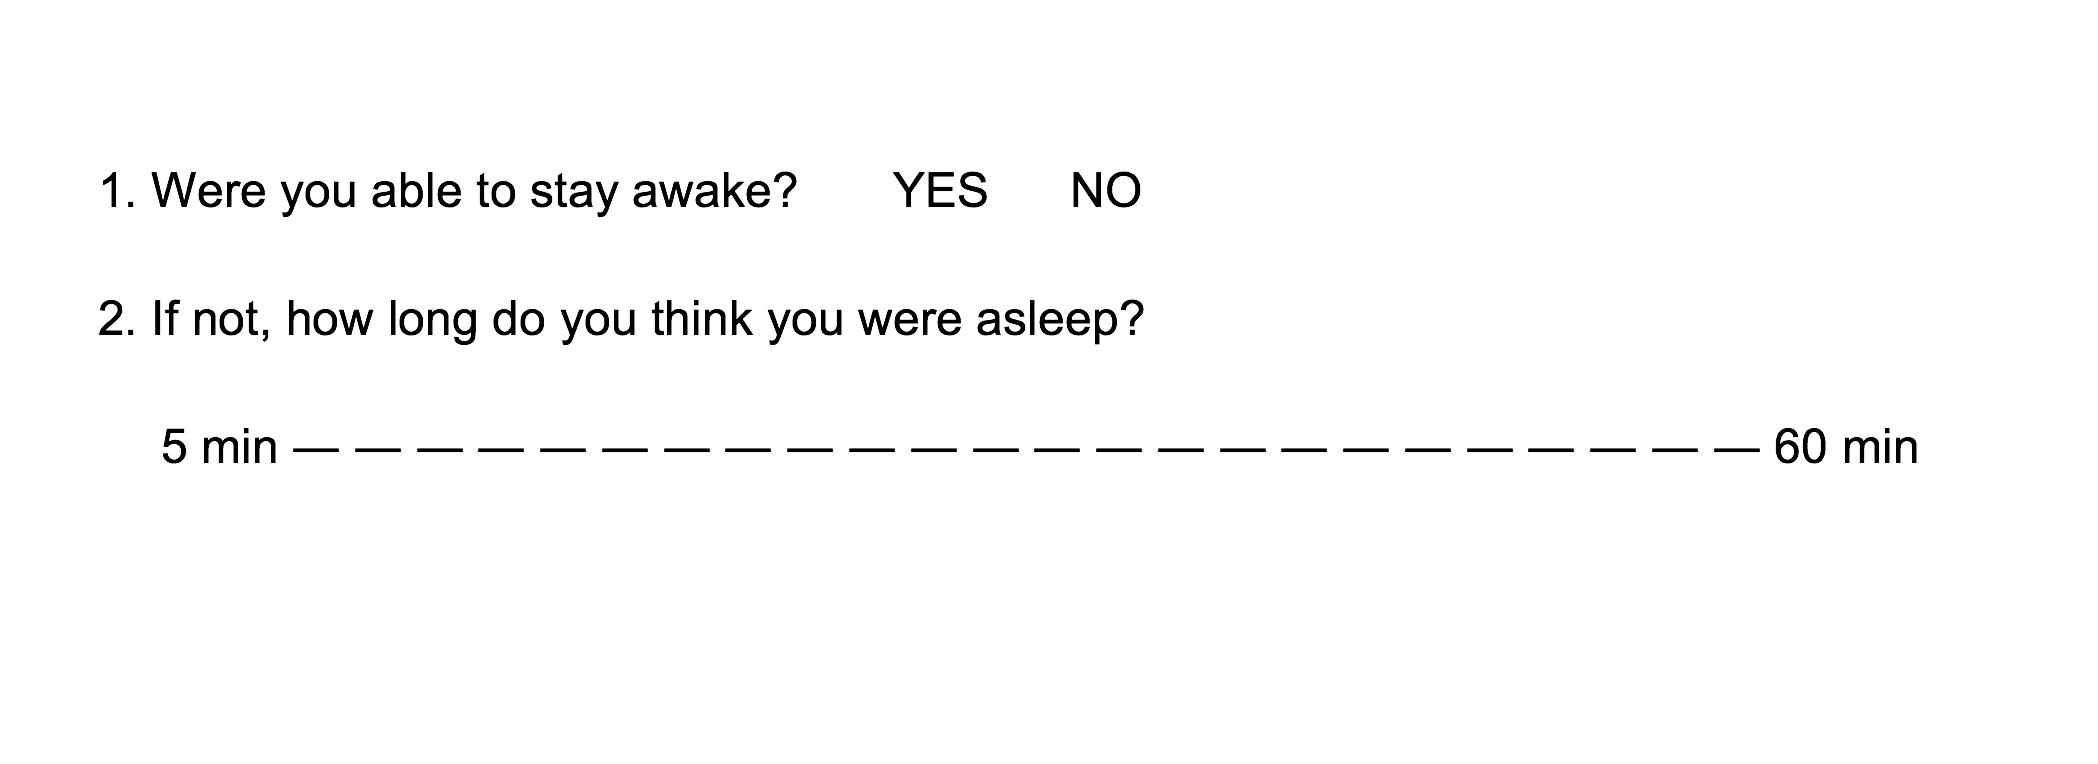 1. Were you able to stay awake? YES NO
2. If not, how long do you think you were asleep?
5 min — — — — — — — — — — — — — — — — — — — — — — — — 60 min